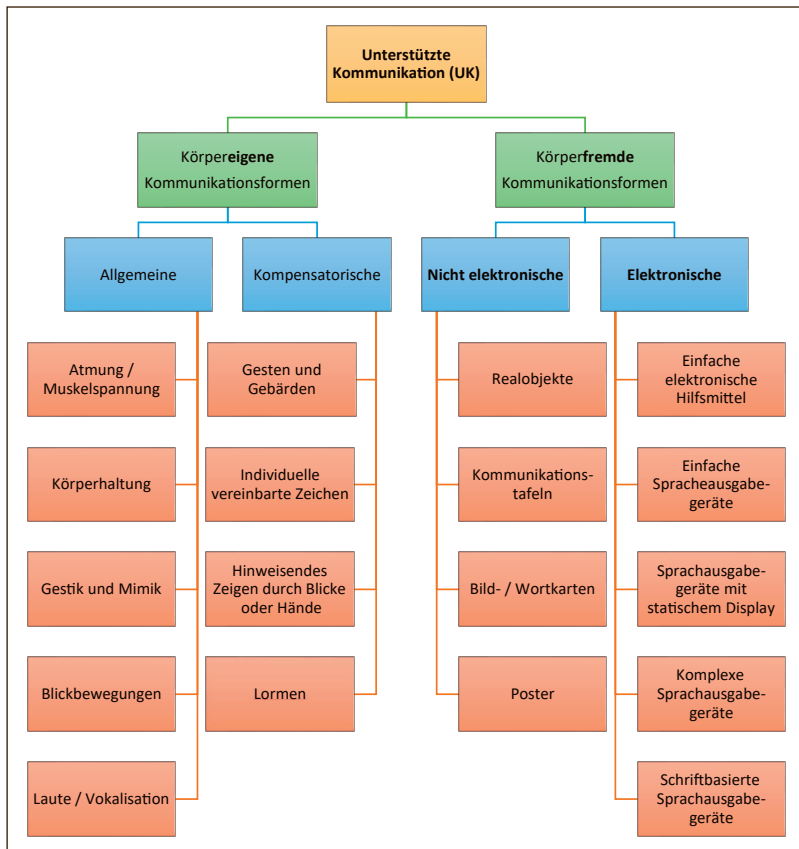 Unterstützte
Kommunikation (UK)
Körpereigene
Kommunikationsformen
Körperfremde
Kommunikationsformen
Allgemeine
Kompensatorische
Nicht elektronische
Elektronische
Atmung /
Muskelspannung
Körperhaltung
Gestik und Mimik
Blickbewegungen
Laute / Vokalisation
Gesten und
Gebärden
Individuelle
vereinbarte Zeichen
Hinweisendes
Zeigen durch Blicke
oder Hände
Lormen
Realobjekte
Kommunikations-
tafeln
Bild- / Wortkarten
Poster
Einfache
elektronische
Hilfsmittel
Einfache
Spracheausgabe-
geräte
Sprachausgabe-
geräte mit
statischem Display
Komplexe
Sprachausgabe-
geräte
Schriftbasierte
Sprachausgabe-
geräte